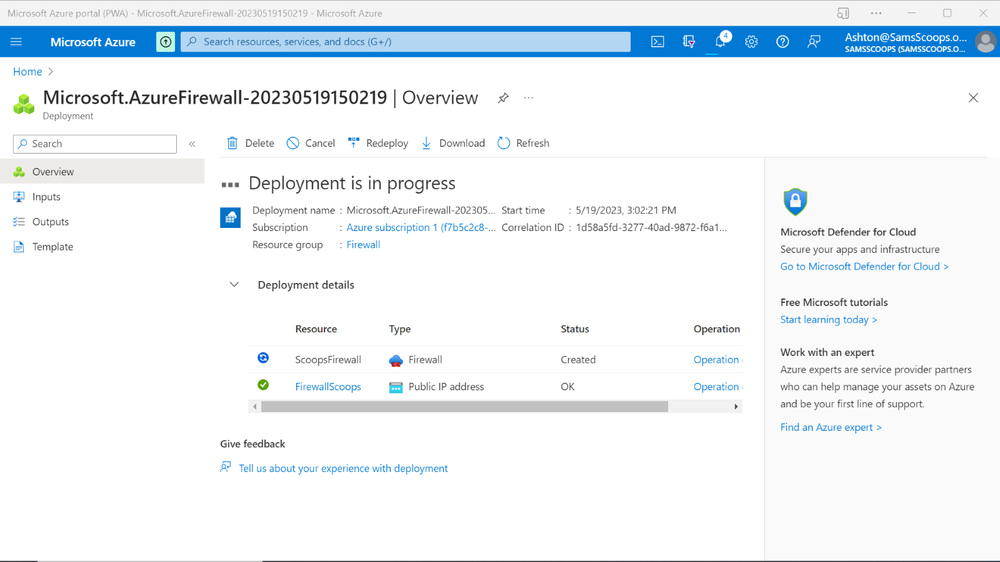 Microsoft Azure portal (PWA) - Microsoft.AzureFirewall-20230519150219 - Microsoft Azure
Microsoft Azure
Search resources, services, and docs (G+/)
4
Ashton@SamsScoops.o...
SAMSSCOOPS (SAMSSCOOPS.O...
Home
Microsoft.AzureFirewall-20230519150219 | Overview
Deployment
Search
Overview
Inputs
Outputs
Template
Delete
Cancel
Redeploy
Download
Refresh
Deployment is in progress
Deployment name : Microsoft.AzureFirewall-202305...
Subscription : Azure subscription 1 (f7b5c2c8-...
Resource group : Firewall
Start time : 5/19/2023, 3:02:21 PM
Correlation ID : 1d58a5fd-3277-40ad-9872-f6a1...
Deployment details
Resource Type Status Operation
ScoopsFirewall Firewall Created Operation
FirewallScoops Public IP address OK Operation
Give feedback
Tell us about your experience with deployment
Microsoft Defender for Cloud
Secure your apps and infrastructure
Go to Microsoft Defender for Cloud >
Free Microsoft tutorials
Start learning today >
Work with an expert
Azure experts are service provider partners
who can help manage your assets on Azure
and be your first line of support.
Find an Azure expert >